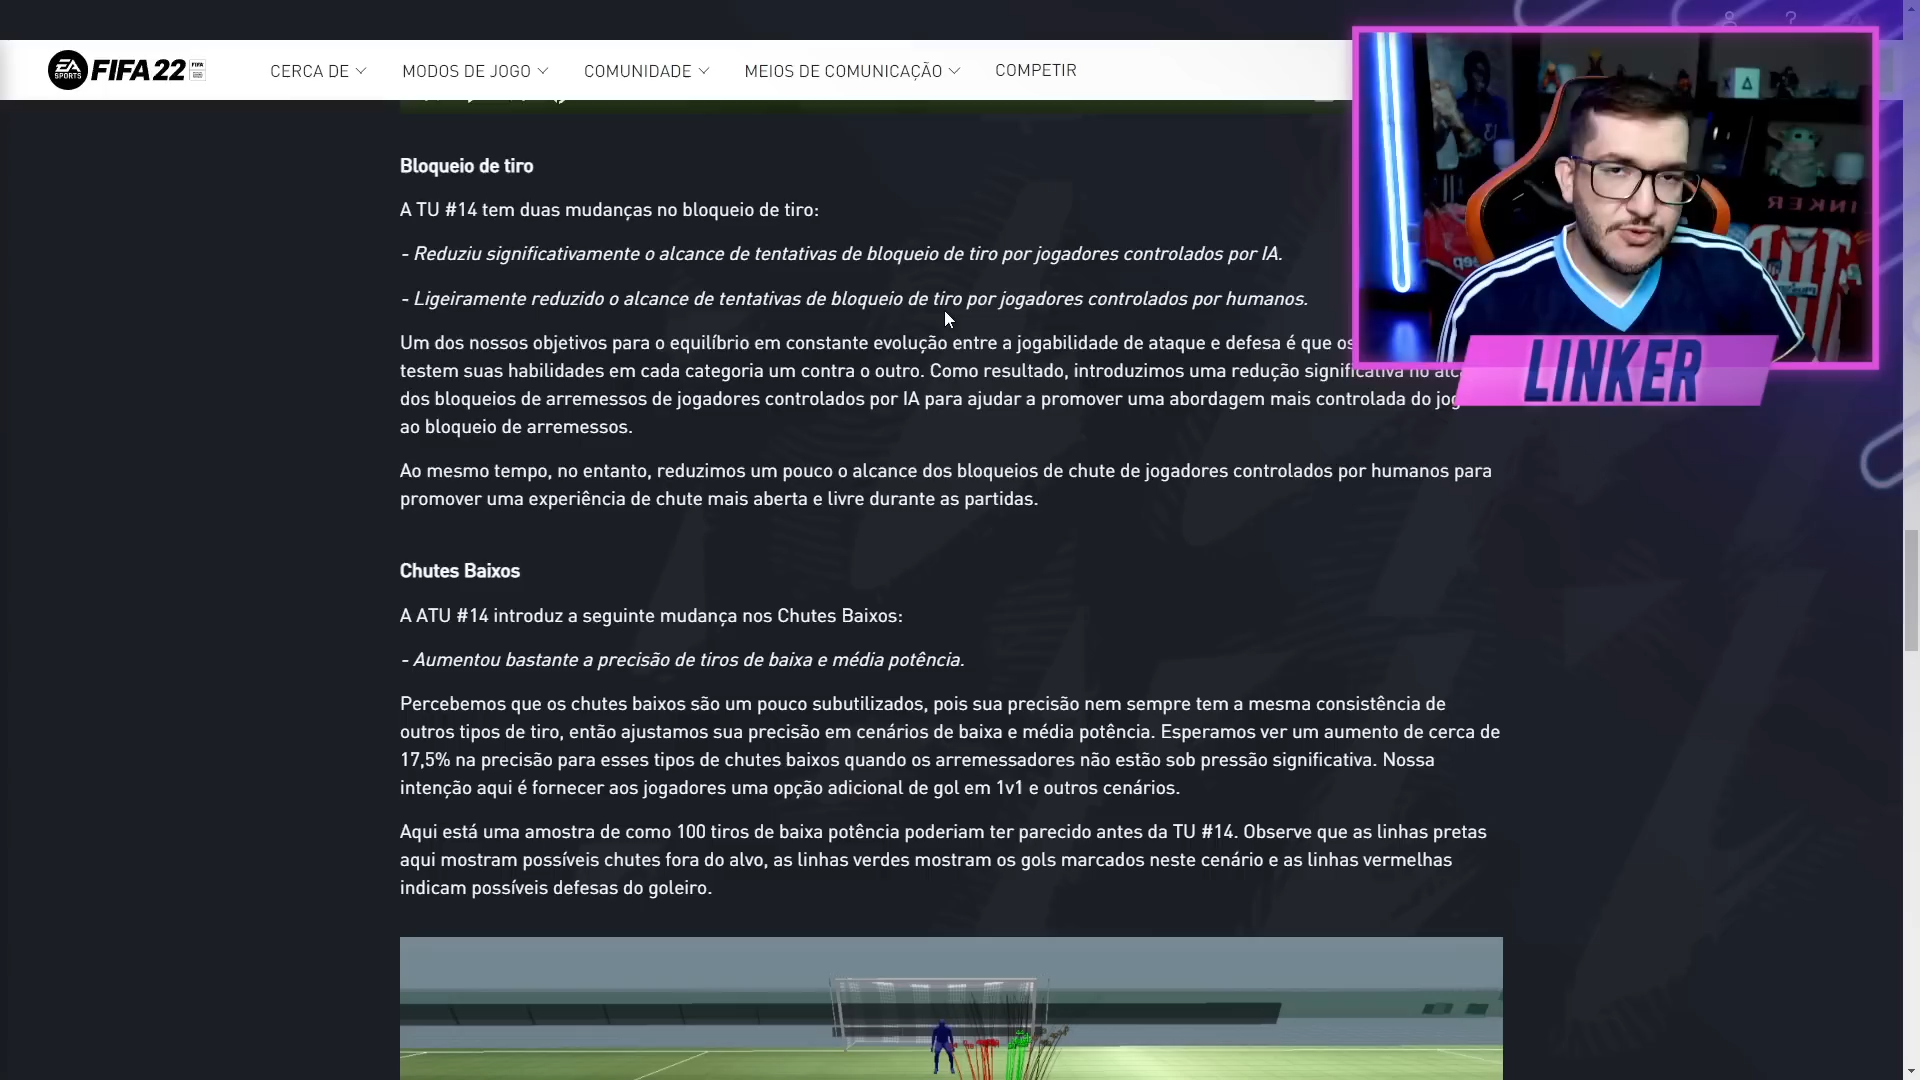 EA SPORTS FIFA 22
CERCA DE
MODOS DE JOGO
COMUNIDADE
MEIOS DE COMUNICAÇÃO
COMPETIR
Bloqueio de tiro
A TU #14 tem duas mudanças no bloqueio de tiro:
- Reduziu significativamente o alcance de tentativas de bloqueio de tiro por jogadores controlados por IA.
- Ligeiramente reduzido o alcance de tentativas de bloqueio de tiro por jogadores controlados por humanos.
Um dos nossos objetivos para o equilíbrio em constante evolução entre a jogabilidade de ataque e defesa é que os
testem suas habilidades em cada categoria um contra o outro. Como resultado, introduzimos uma redução significativa no
dos bloqueios de arremessos de jogadores controlados por IA para ajudar a promover uma abordagem mais controlada do
ao bloqueio de arremessos.
Ao mesmo tempo, no entanto, reduzimos um pouco o alcance dos bloqueios de chute de jogadores controlados por humanos para
promover uma experiência de chute mais aberta e livre durante as partidas.
Chutes Baixos
A ATU #14 introduz a seguinte mudança nos Chutes Baixos:
- Aumentou bastante a precisão de tiros de baixa e média potência.
Percebemos que os chutes baixos são um pouco subutilizados, pois sua precisão nem sempre tem a mesma consistência de
outros tipos de tiro, então ajustamos sua precisão em cenários de baixa e média potência. Esperamos ver um aumento de cerca de
17,5% na precisão para esses tipos de chutes baixos quando os arremessadores não estão sob pressão significativa. Nossa
intenção aqui é fornecer aos jogadores uma opção adicional de gol em 1v1 e outros cenários.
Aqui está uma amostra de como 100 tiros de baixa potência poderiam ter parecido antes da TU #14. Observe que as linhas pretas
aqui mostram possíveis chutes fora do alvo, as linhas verdes mostram os gols marcados neste cenário e as linhas vermelhas
indicam possíveis defesas do goleiro.
LINKER
LINKER